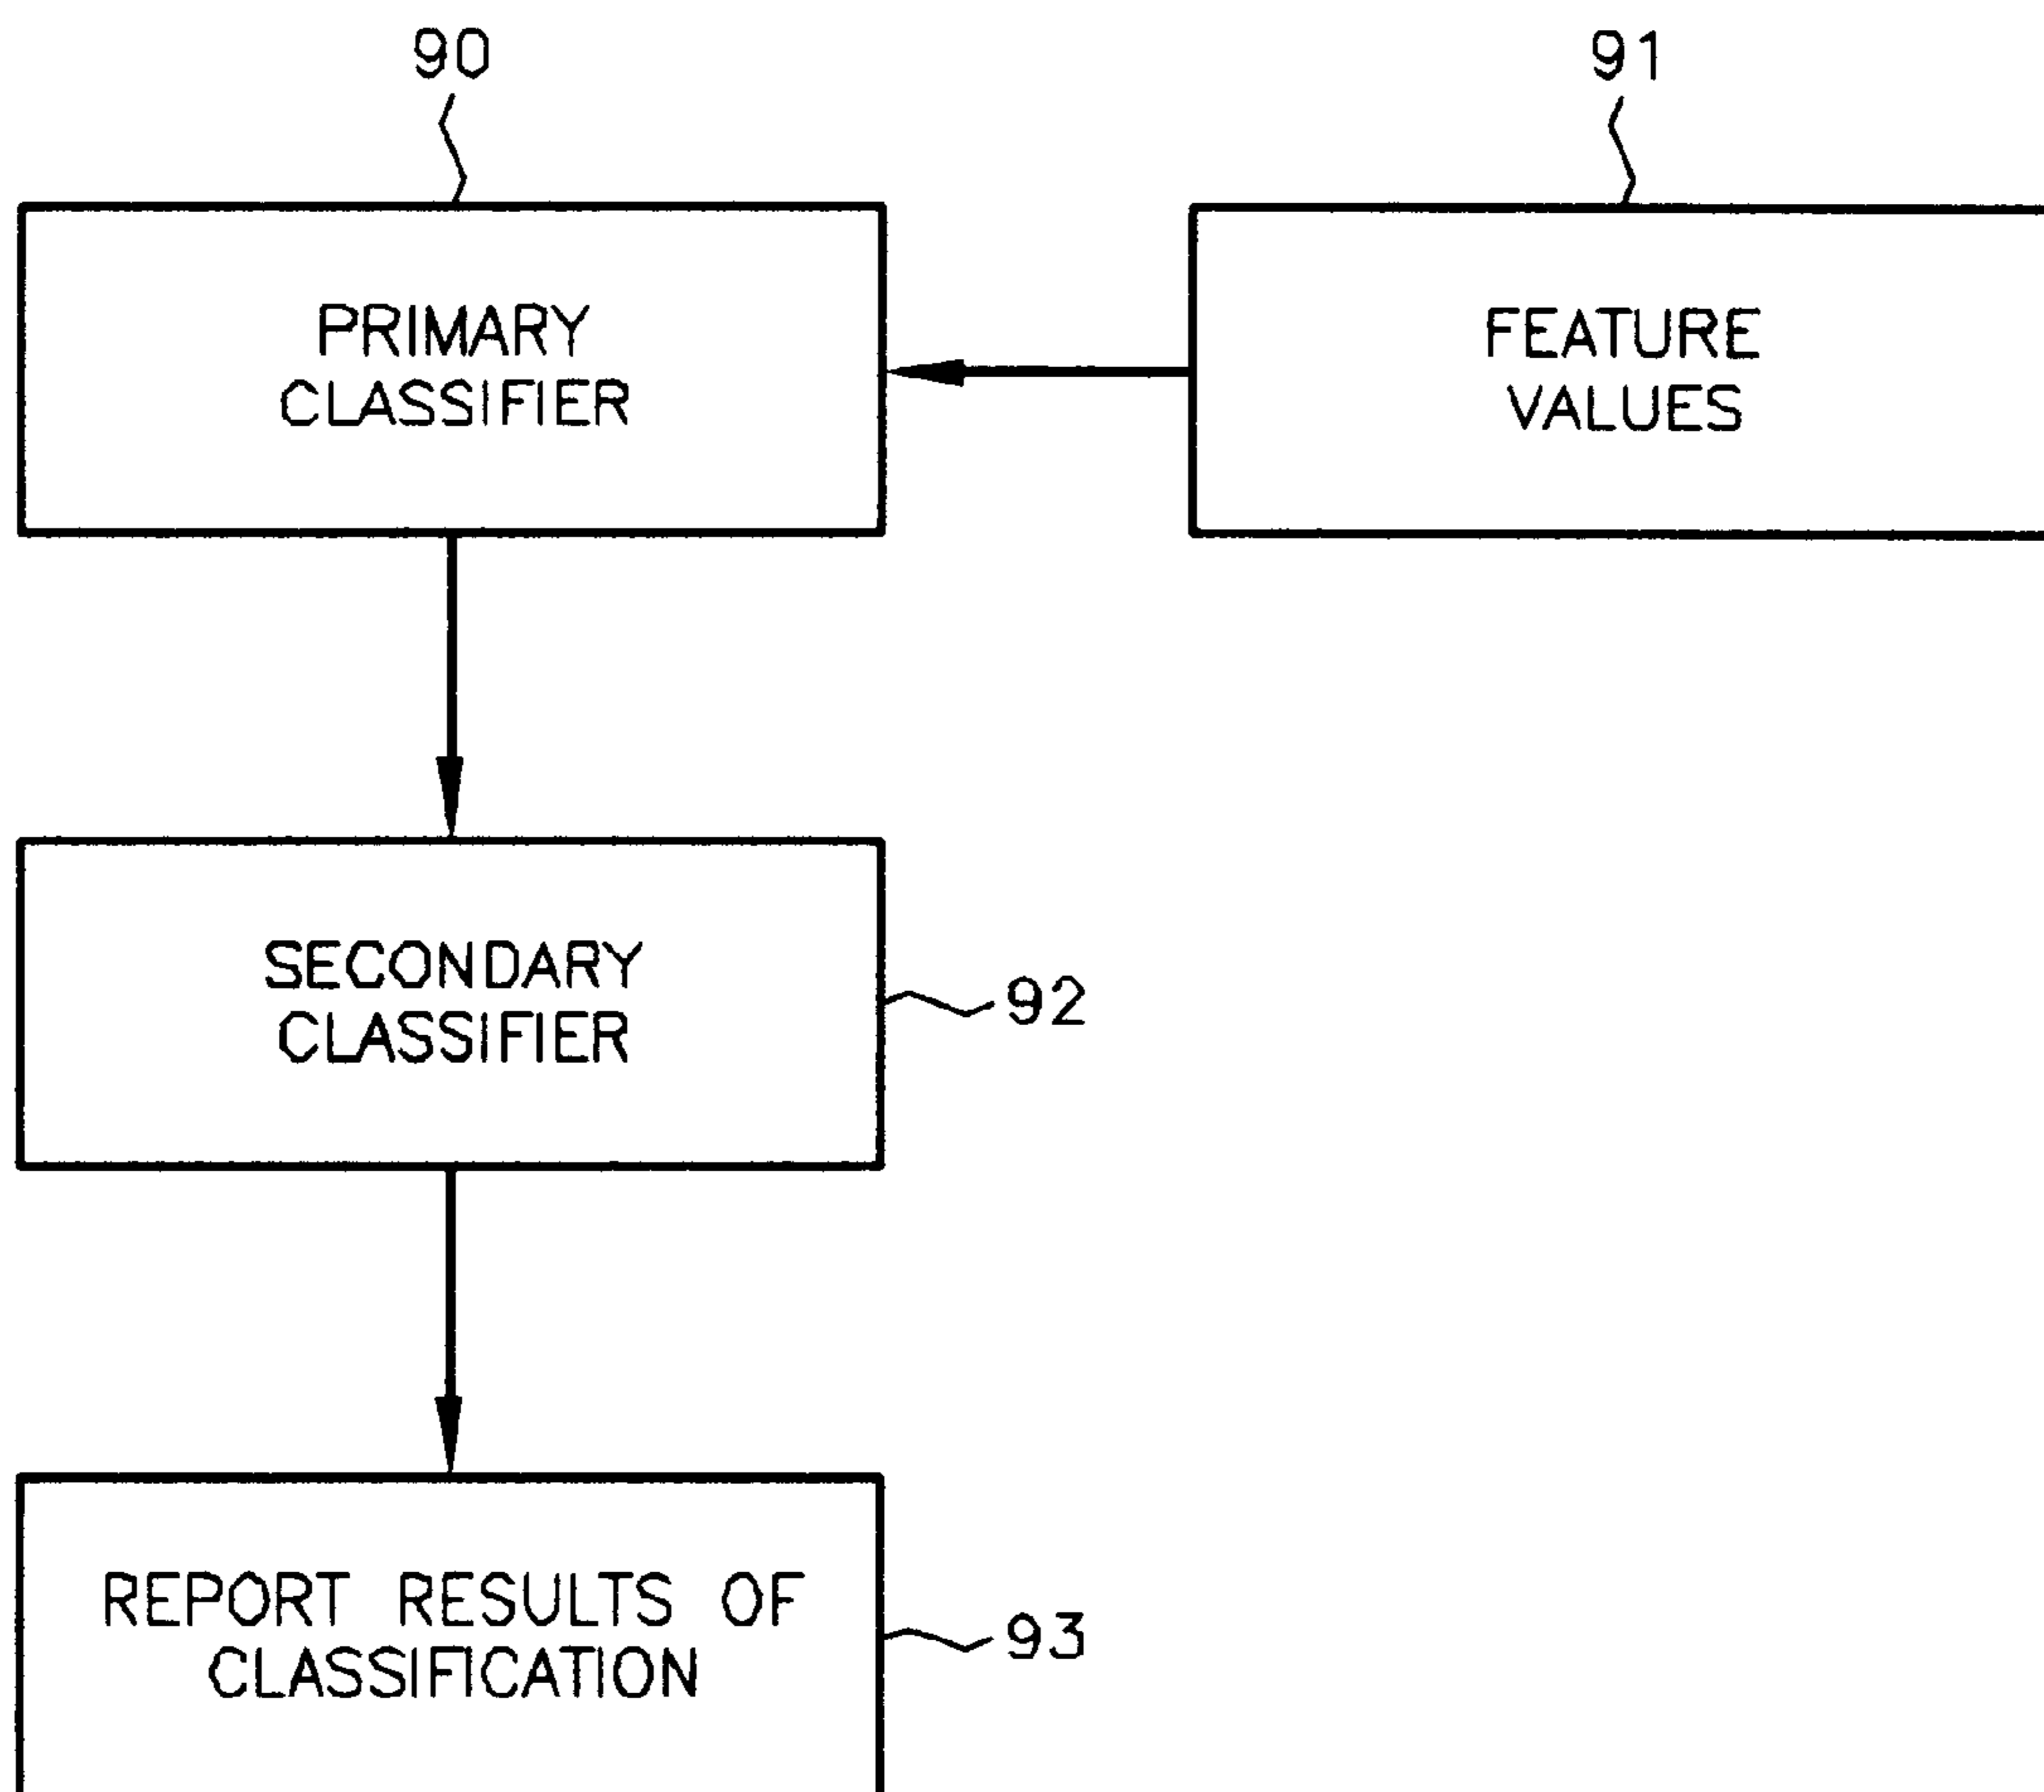 90
91
PRIMARY
CLASSIFIER
FEATURE
VALUES
SECONDARY
CLASSIFIER
92
REPORT RESULTS OF
CLASSIFICATION
93